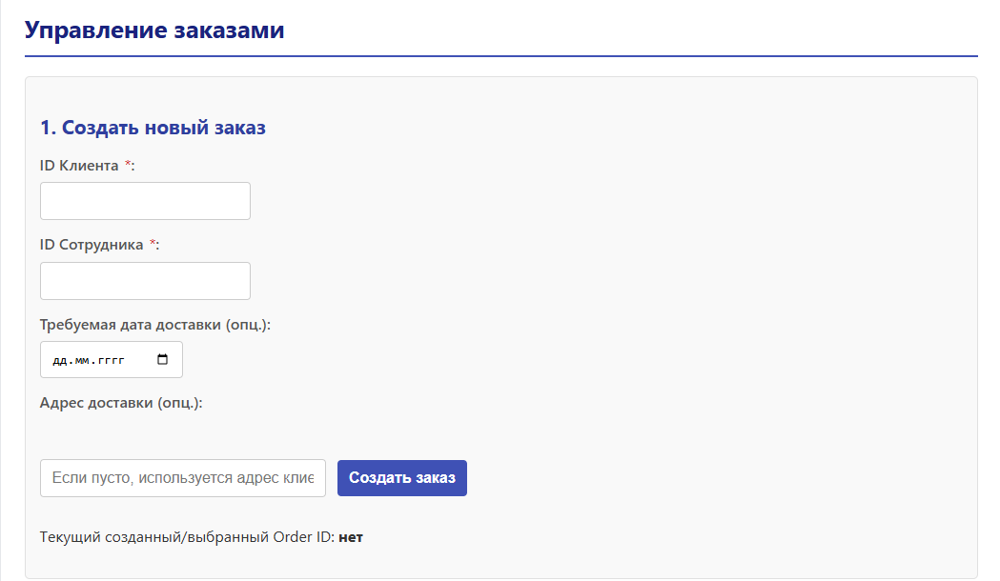 Управление заказами
1. Создать новый заказ
ID Клиента *:
ID Сотрудника *:
Требуемая дата доставки (опц.):
дд.мм.гггг
Адрес доставки (опц.):
Если пусто, используется адрес клие Создать заказ
Текущий созданный/выбранный Order ID: нет